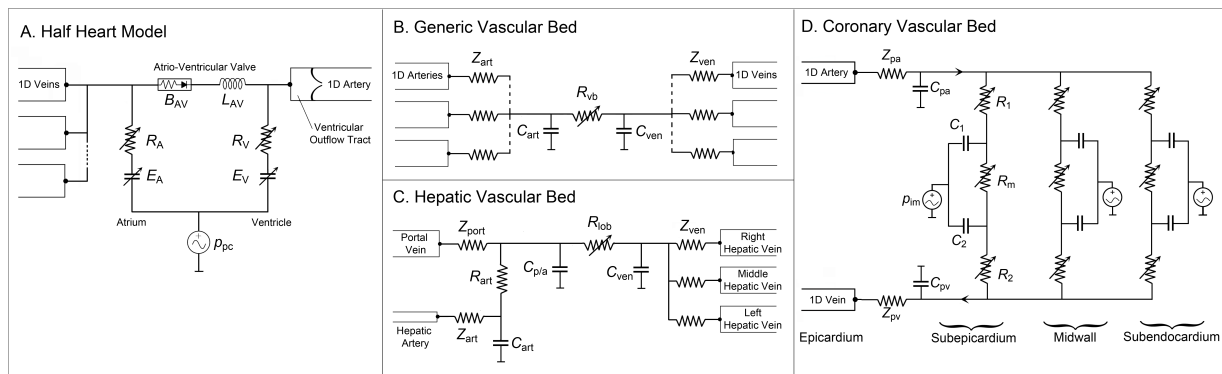 A. Half Heart Model
Atrio-Ventricular Valve
1D Veins
1D Artery
B_AV
L_AV
Ventricular
Outflow Tract
R_A
R_V
E_A
E_V
Atrium
Ventricle
p_pc
B. Generic Vascular Bed
Z_art
Z_ven
1D Arteries
1D Veins
R_vb
C_art
C_ven
C. Hepatic Vascular Bed
Portal
Vein
Z_port
R_lob
Z_ven
Right
Hepatic Vein
R_art
C_p/a
C_ven
Middle
Hepatic Vein
Hepatic
Artery
Z_art
C_art
Left
Hepatic Vein
D. Coronary Vascular Bed
Z_pa
1D Artery
C_pa
R_1
C_1
R_m
p_im
C_2
C_pv
R_2
1D Vein
Z_pv
Epicardium
Subepicardium
Midwall
Subendocardium